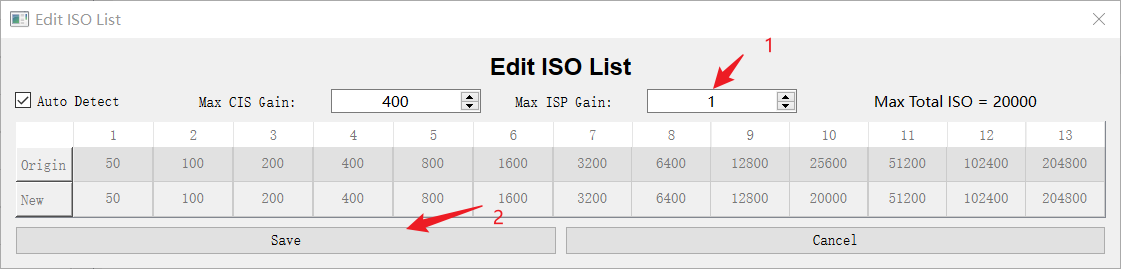 Edit ISO List
1
Edit ISO List
Auto Detect Max CIS Gain: 400 Max ISP Gain: 1 Max Total ISO = 20000
1 2 3 4 5 6 7 8 9 10 11 12 13
Origin 50 100 200 400 800 1600 3200 6400 12800 25600 51200 102400 204800
New 50 100 200 400 800 1600 3200 6400 12800 20000 51200 102400 204800
2
Save Cancel